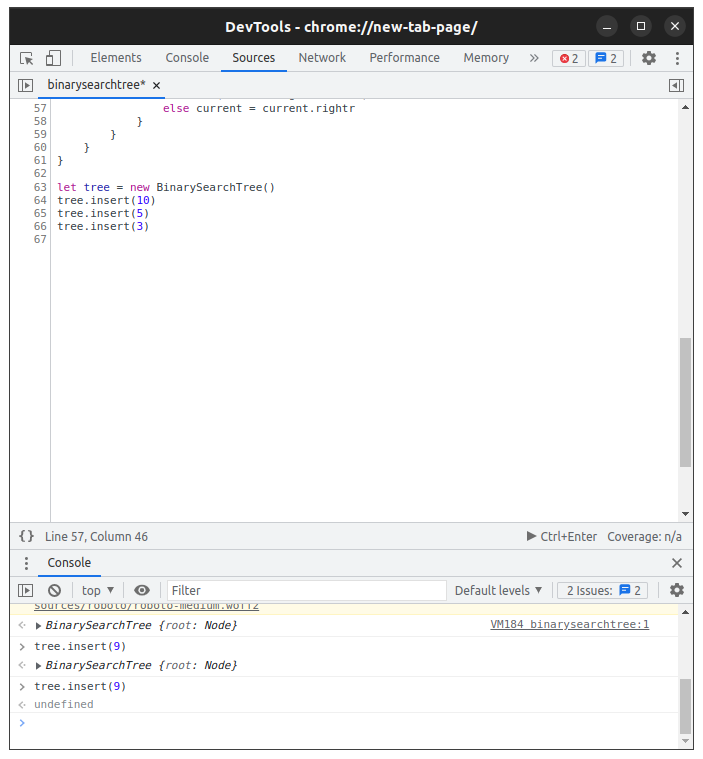 DevTools - chrome://new-tab-page/
Elements Console Sources Network Performance Memory » 2 2
binarysearchtree* ×
57 else current = current.rightr
58 }
59 }
60 }
61 }
62
63 let tree = new BinarySearchTree()
64 tree.insert(10)
65 tree.insert(5)
66 tree.insert(3)
67
{} Line 57, Column 46 Ctrl+Enter Coverage: n/a
Console
top Filter Default levels 2 Issues: 2
sources/roboto/roboto-medium.woff2
BinarySearchTree {root: Node} VM184 binarysearchtree:1
tree.insert(9)
BinarySearchTree {root: Node}
tree.insert(9)
undefined